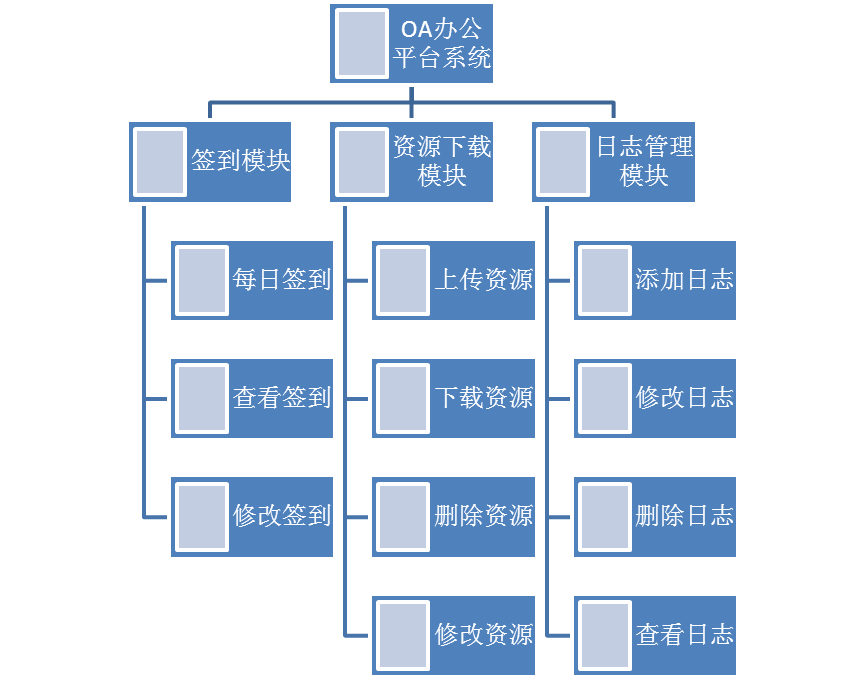 OA办公
平台系统
签到模块
资源下载
模块
日志管理
模块
每日签到
上传资源
添加日志
查看签到
下载资源
修改日志
修改签到
删除资源
删除日志
修改资源
查看日志